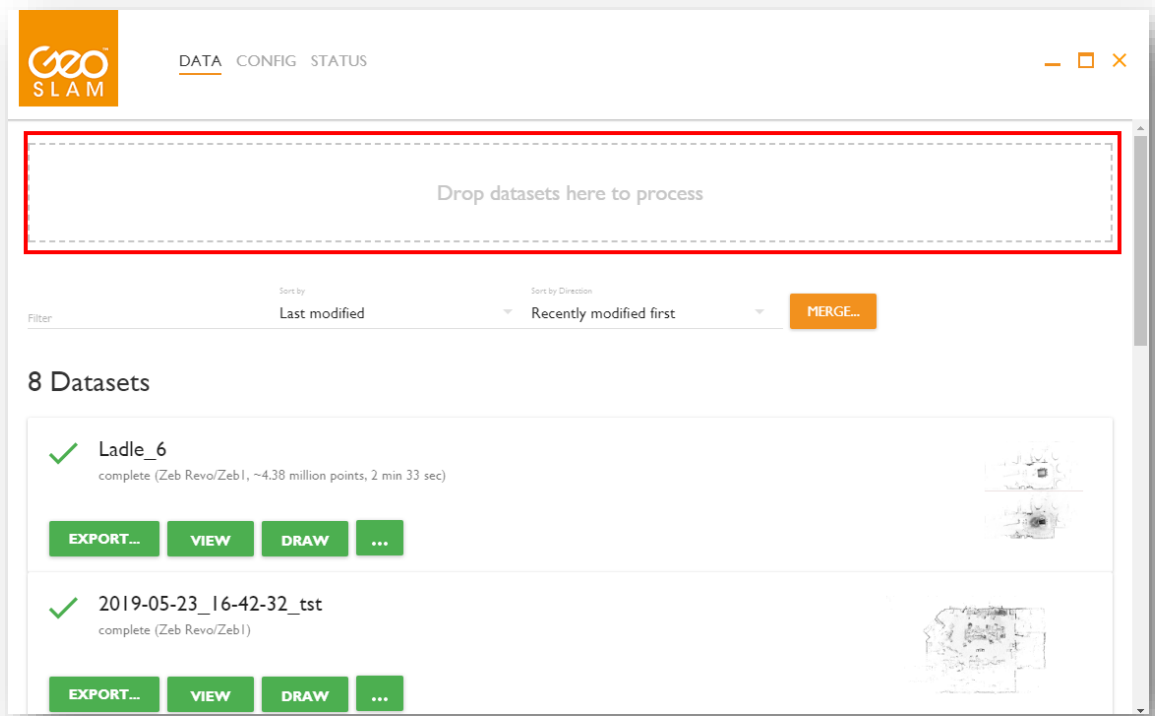 GEO™
SLAM
DATA CONFIG STATUS
Drop datasets here to process
Sort by
Sort by Direction
Filter
Last modified
Recently modified first
MERGE...
8 Datasets
Ladle_6
complete (Zeb Revo/Zeb1, ~4.38 million points, 2 min 33 sec)
EXPORT... VIEW DRAW ...
2019-05-23_16-42-32_tst
complete (Zeb Revo/Zeb1)
EXPORT... VIEW DRAW ...